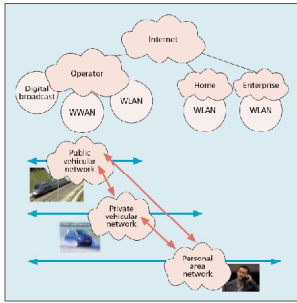 Internet
Operator
Digital
broadcast
WWAN
WLAN
Home
Enterprise
WLAN
WLAN
Public
vehicular
network
Private
vehicular
network
Personal
area network